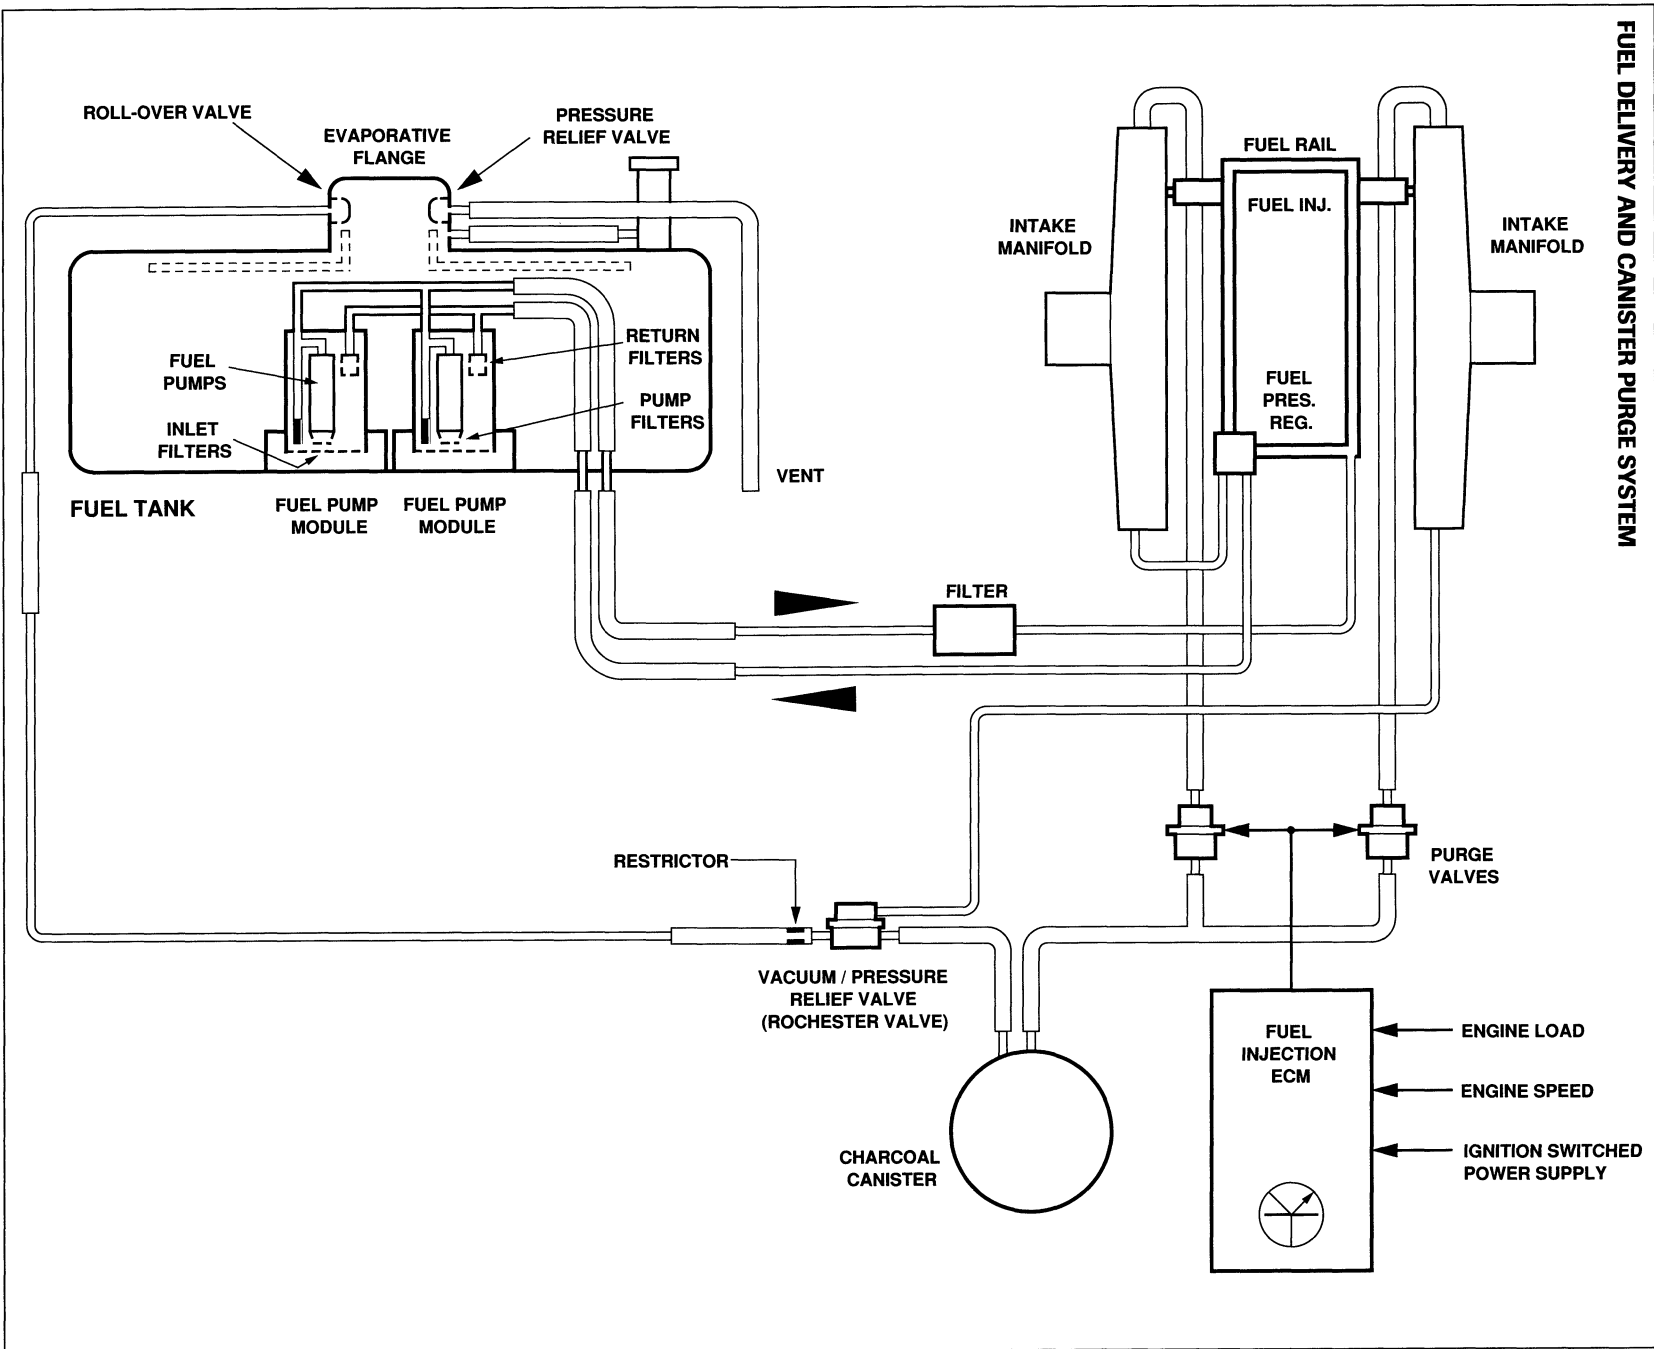 FUEL DELIVERY AND CANISTER PURGE SYSTEM
ROLL-OVER VALVE
EVAPORATIVE
FLANGE
PRESSURE
RELIEF VALVE
FUEL RAIL
FUEL INJ.
INTAKE
MANIFOLD
INTAKE
MANIFOLD
FUEL
PUMPS
RETURN
FILTERS
FUEL
PRES.
REG.
INLET
FILTERS
PUMP
FILTERS
VENT
FUEL TANK
FUEL PUMP
MODULE
FUEL PUMP
MODULE
FILTER
RESTRICTOR
PURGE
VALVES
VACUUM / PRESSURE
RELIEF VALVE
(ROCHESTER VALVE)
FUEL
INJECTION
ECM
ENGINE LOAD
ENGINE SPEED
IGNITION SWITCHED
POWER SUPPLY
CHARCOAL
CANISTER